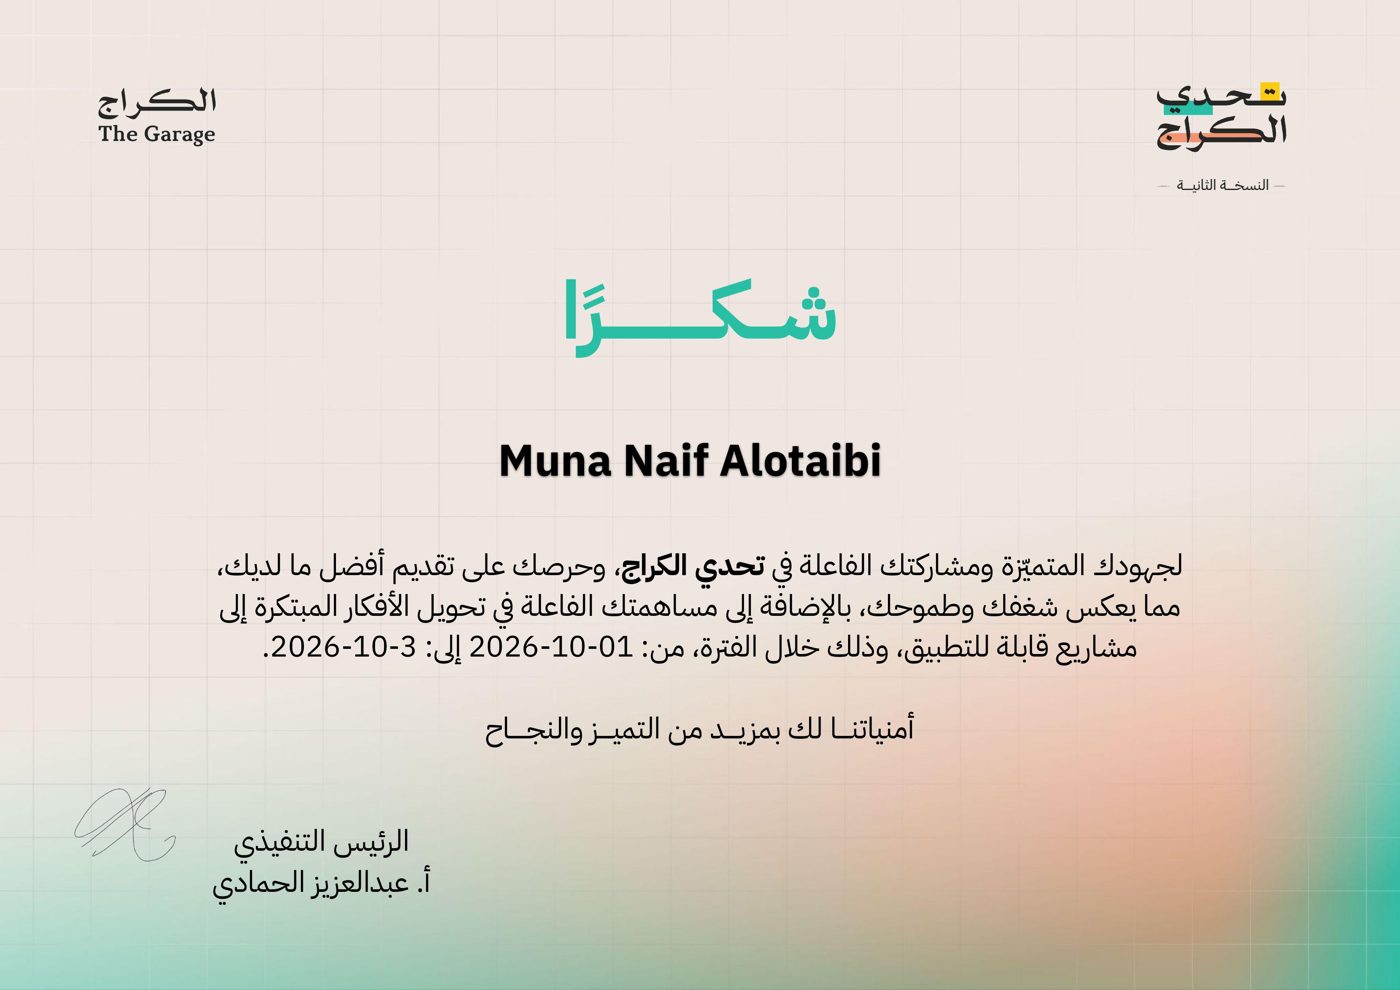 تحدي
الكراج
النسخة الثانية
الكراج
The Garage
شكرًا
Muna Naif Alotaibi
لجهودك المتميّزة ومشاركتك الفاعلة في تحدي الكراج، وحرصك على تقديم أفضل ما لديك،
مما يعكس شغفك وطموحك، بالإضافة إلى مساهمتك الفاعلة في تحويل الأفكار المبتكرة إلى
مشاريع قابلة للتطبيق، وذلك خلال الفترة، من: 01-10-2026 إلى: 3-10-2026.
أمنياتنا لك بمزيد من التميز والنجاح
الرئيس التنفيذي
أ. عبدالعزيز الحمادي